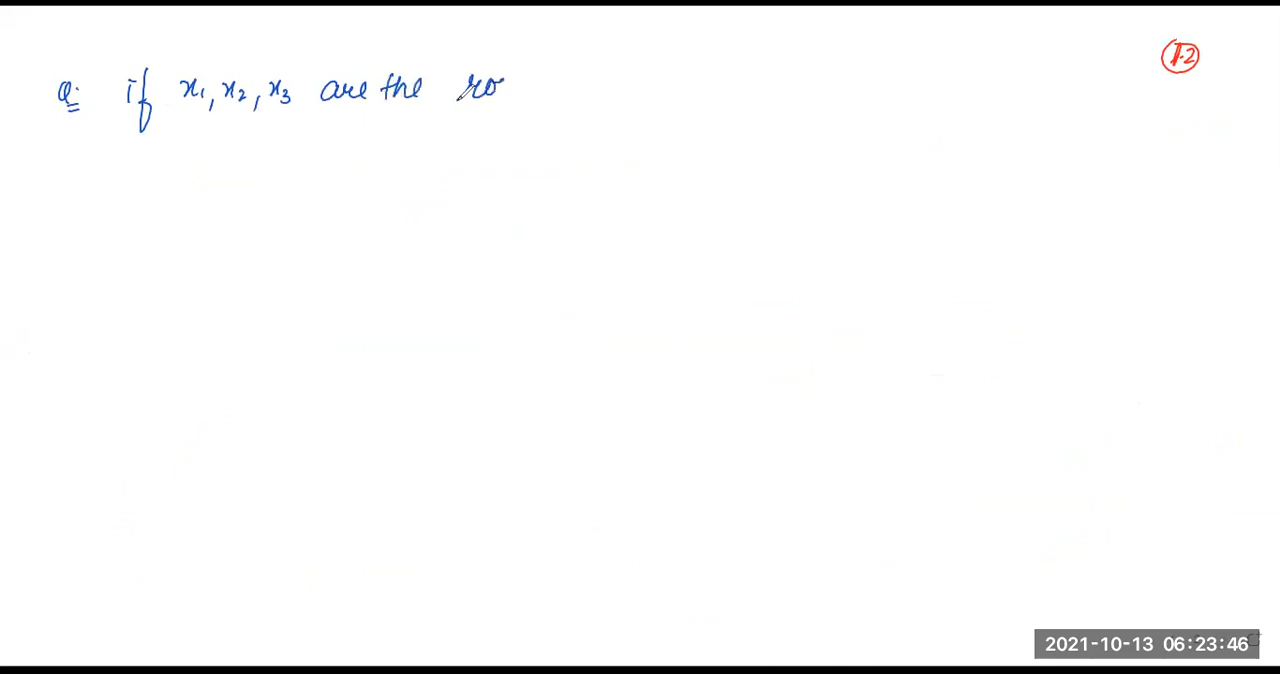 Q. if x1, x2, x3 are the ro
12
2021-10-13 06:23:46